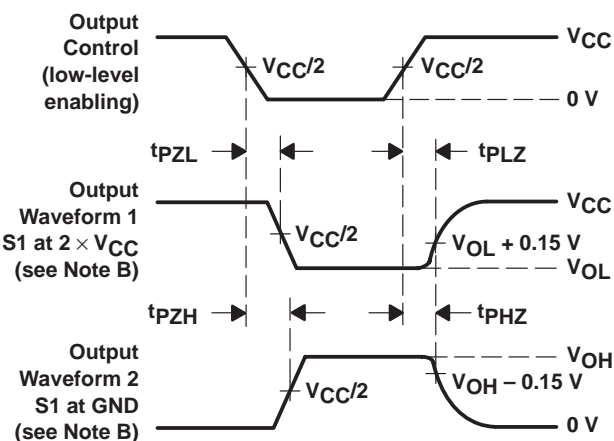 Output
Control
(low-level
enabling)
VCC/2
VCC/2
VCC
0 V
tPZL
tPLZ
Output
Waveform 1
S1 at 2 × VCC
(see Note B)
VCC/2
VCC
VOL + 0.15 V
VOL
tPZH
tPHZ
Output
Waveform 2
S1 at GND
(see Note B)
VCC/2
VOH
VOH – 0.15 V
0 V